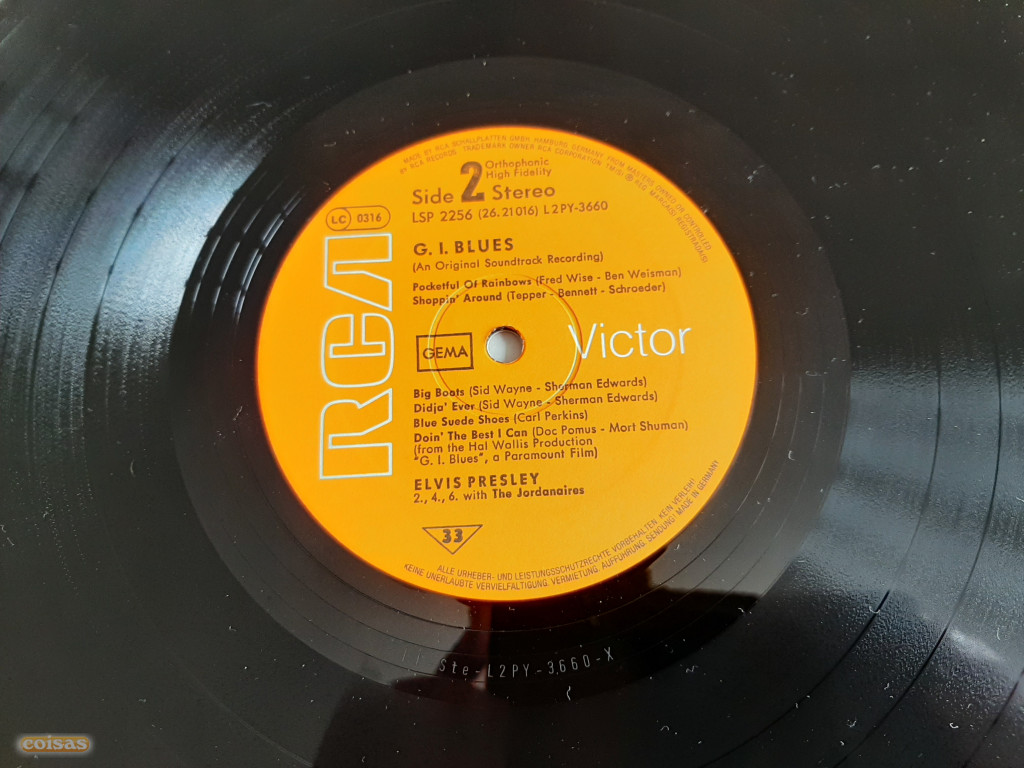 MADE BY RCA SCHALLPLATTEN GMBH, HAMBURG, GERMANY FROM MASTERS OWNED OR CONTROLLED
BY RCA RECORDS. TRADEMARK OWNER RCA CORPORATION TM(S) ® REG. MARCA(S) REGISTRADA(S)
Side 2 Orthophonic
High Fidelity
Stereo
LC 0316
LSP 2256 (26.21016) L2PY-3660
G. I. BLUES
(An Original Soundtrack Recording)
Pocketful Of Rainbows (Fred Wise - Ben Weisman)
Shoppin' Around (Tepper - Bennett - Schroeder)
RCA
GEMA
Victor
Big Boots (Sid Wayne - Sherman Edwards)
Didja' Ever (Sid Wayne - Sherman Edwards)
Blue Suede Shoes (Carl Perkins)
Doin' The Best I Can (Doc Pomus - Mort Shuman)
(from the Hal Wallis Production
"G. I. Blues", a Paramount Film)
ELVIS PRESLEY
2., 4., 6. with The Jordanaires
33
ALLE URHEBER- UND LEISTUNGSSCHUTZRECHTE VORBEHALTEN. KEIN VERLEIH!
KEINE UNERLAUBTE VERVIELFÄLTIGUNG, VERMIETUNG, AUFFÜHRUNG, SENDUNG! MADE IN GERMANY
Ste-L2PY-3660-X
coisas